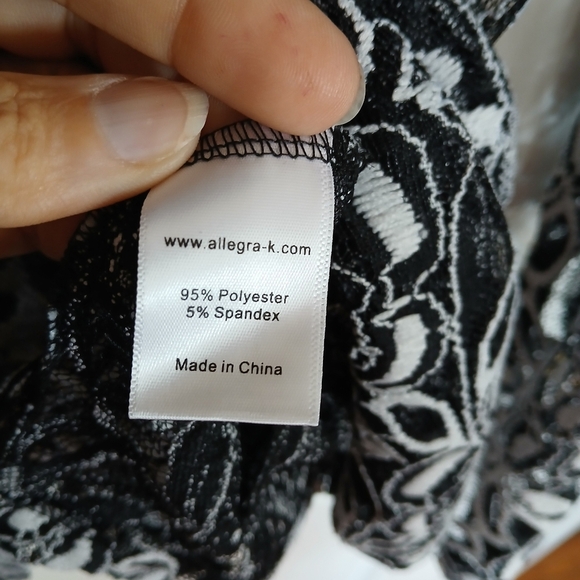 www.allegra-k.com
95% Polyester
5% Spandex
Made in China